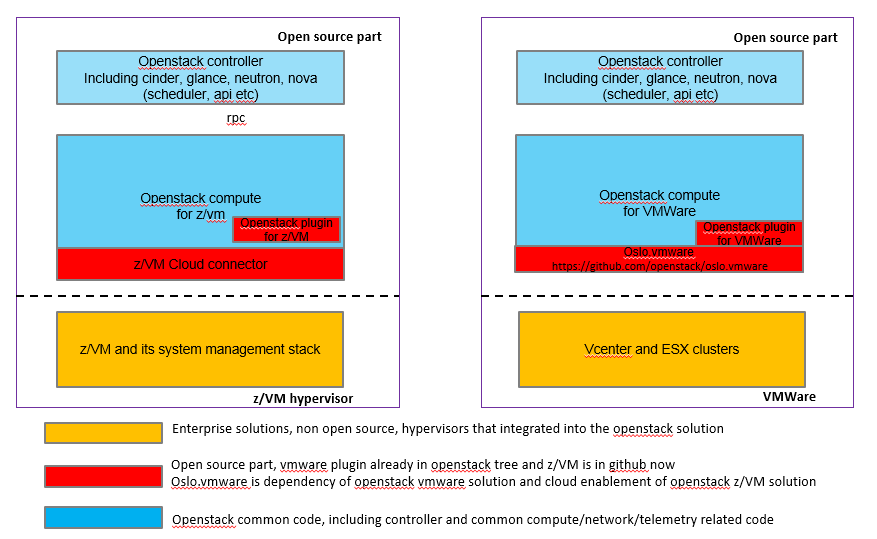 Open source part
Openstack controller
Including cinder, glance, neutron, nova
(scheduler, api etc)
rpc
Openstack compute
for z/vm
Openstack plugin
for z/VM
z/VM Cloud connector
z/VM and its system management stack
z/VM hypervisor
Open source part
Openstack controller
Including cinder, glance, neutron, nova
(scheduler, api etc)
Openstack compute
for VMWare
Openstack plugin
for VMWare
Oslo.vmware
https://github.com/openstack/oslo.vmware
Vcenter and ESX clusters
VMWare
Enterprise solutions, non open source, hypervisors that integrated into the openstack solution
Open source part, vmware plugin already in openstack tree and z/VM is in github now
Oslo.vmware is dependency of openstack vmware solution and cloud enablement of openstack z/VM solution
Openstack common code, including controller and common compute/network/telemetry related code